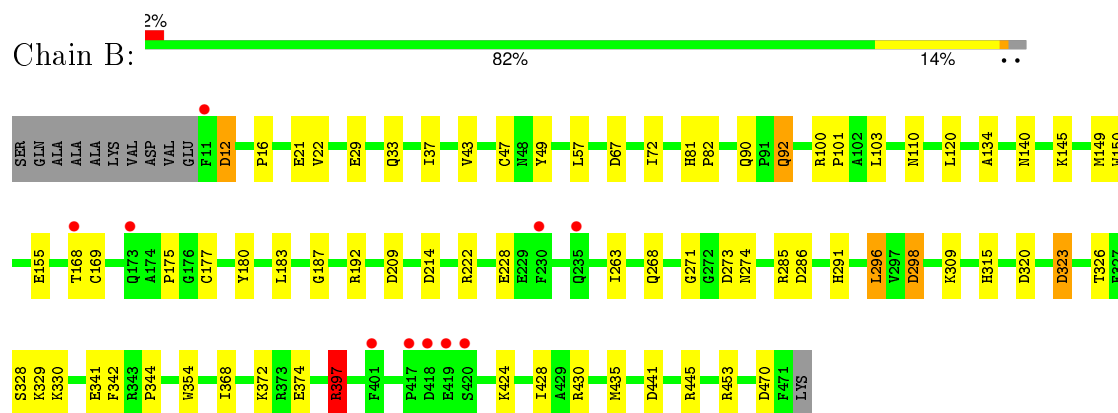 2%
Chain B:
82% 14% • •
SER GLN ALA ALA ALA LYS VAL ASP VAL GLU F11 D12 P16 E21 V22 E29 Q33 I37 V43 C47 N48 Y49 L57 D67 I72 H81 P82 Q90 P91 Q92 R100 P101 A102 L103 N110 L120 A134 N140 K145 M149 W150
E155 T168 C169 Q173 A174 P175 G176 C177 Y180 L183 G187 R192 D209 D214 R222 E228 E229 F230 Q235 I263 Q268 G271 G272 D273 N274 R285 D286 H291 L296 V297 D298 K309 H315 D320 D323 T326 E327
S328 K329 K330 E341 F342 R343 P344 W354 I368 K372 R373 E374 R397 F401 P417 D418 E419 S420 K424 I428 A429 R430 M435 D441 R445 R453 D470 F471 LYS